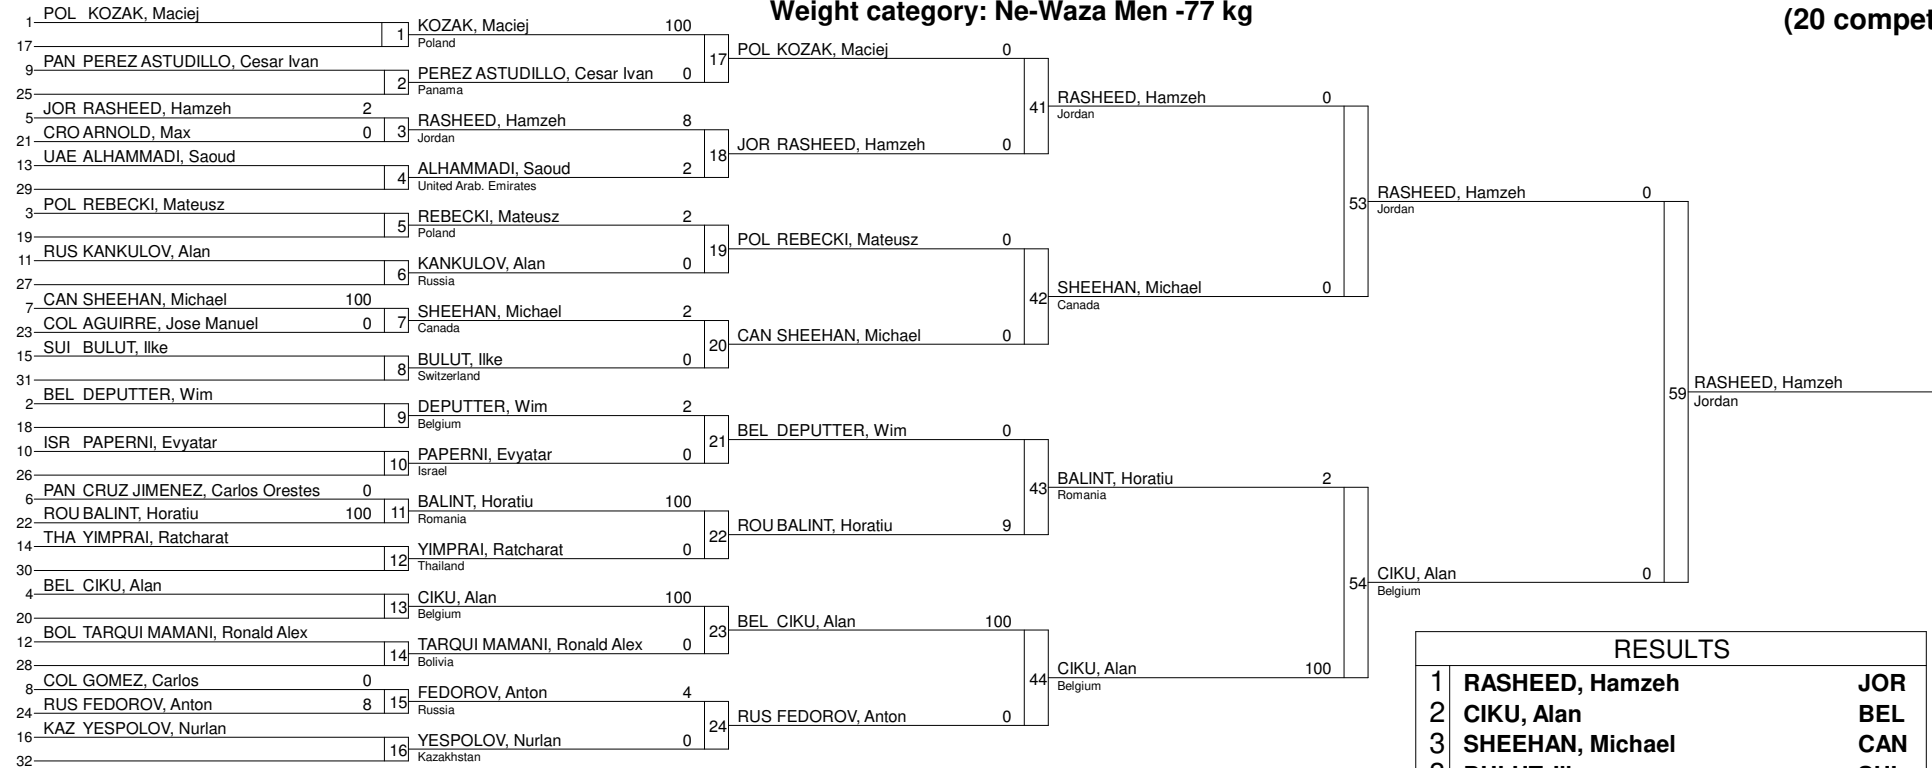 Weight category: Ne-Waza Men -77 kg
(20 compet
1 POL KOZAK, Maciej
17
1
9 PAN PEREZ ASTUDILLO, Cesar Ivan
25
2
5 JOR RASHEED, Hamzeh 2
21 CRO ARNOLD, Max 0
3
13 UAE ALHAMMADI, Saoud
29
4
3 POL REBECKI, Mateusz
19
5
11 RUS KANKULOV, Alan
27
6
7 CAN SHEEHAN, Michael 100
23 COL AGUIRRE, Jose Manuel 0
7
15 SUI BULUT, Ilke
31
8
2 BEL DEPUTTER, Wim
18
9
10 ISR PAPERNI, Evyatar
26
10
6 PAN CRUZ JIMENEZ, Carlos Orestes 0
22 ROU BALINT, Horatiu 100
11
14 THA YIMPRAI, Ratcharat
30
12
4 BEL CIKU, Alan
20
13
12 BOL TARQUI MAMANI, Ronald Alex
28
14
8 COL GOMEZ, Carlos 0
24 RUS FEDOROV, Anton 8
15
16 KAZ YESPOLOV, Nurlan
32
16
KOZAK, Maciej 100
Poland
PEREZ ASTUDILLO, Cesar Ivan 0
Panama
17
RASHEED, Hamzeh 8
Jordan
ALHAMMADI, Saoud 2
United Arab. Emirates
18
REBECKI, Mateusz 2
Poland
KANKULOV, Alan 0
Russia
19
SHEEHAN, Michael 2
Canada
BULUT, Ilke 0
Switzerland
20
DEPUTTER, Wim 2
Belgium
PAPERNI, Evyatar 0
Israel
21
BALINT, Horatiu 100
Romania
YIMPRAI, Ratcharat 0
Thailand
22
CIKU, Alan 100
Belgium
TARQUI MAMANI, Ronald Alex 0
Bolivia
23
FEDOROV, Anton 4
Russia
YESPOLOV, Nurlan 0
Kazakhstan
24
POL KOZAK, Maciej 0
JOR RASHEED, Hamzeh 0
41
POL REBECKI, Mateusz 0
CAN SHEEHAN, Michael 0
42
BEL DEPUTTER, Wim 0
ROU BALINT, Horatiu 9
43
BEL CIKU, Alan 100
RUS FEDOROV, Anton 0
44
RASHEED, Hamzeh 0
Jordan
SHEEHAN, Michael 0
Canada
53
BALINT, Horatiu 2
Romania
CIKU, Alan 100
Belgium
54
RASHEED, Hamzeh 0
Jordan
CIKU, Alan 0
Belgium
59
RASHEED, Hamzeh
Jordan
RESULTS
1 RASHEED, Hamzeh JOR
2 CIKU, Alan BEL
3 SHEEHAN, Michael CAN